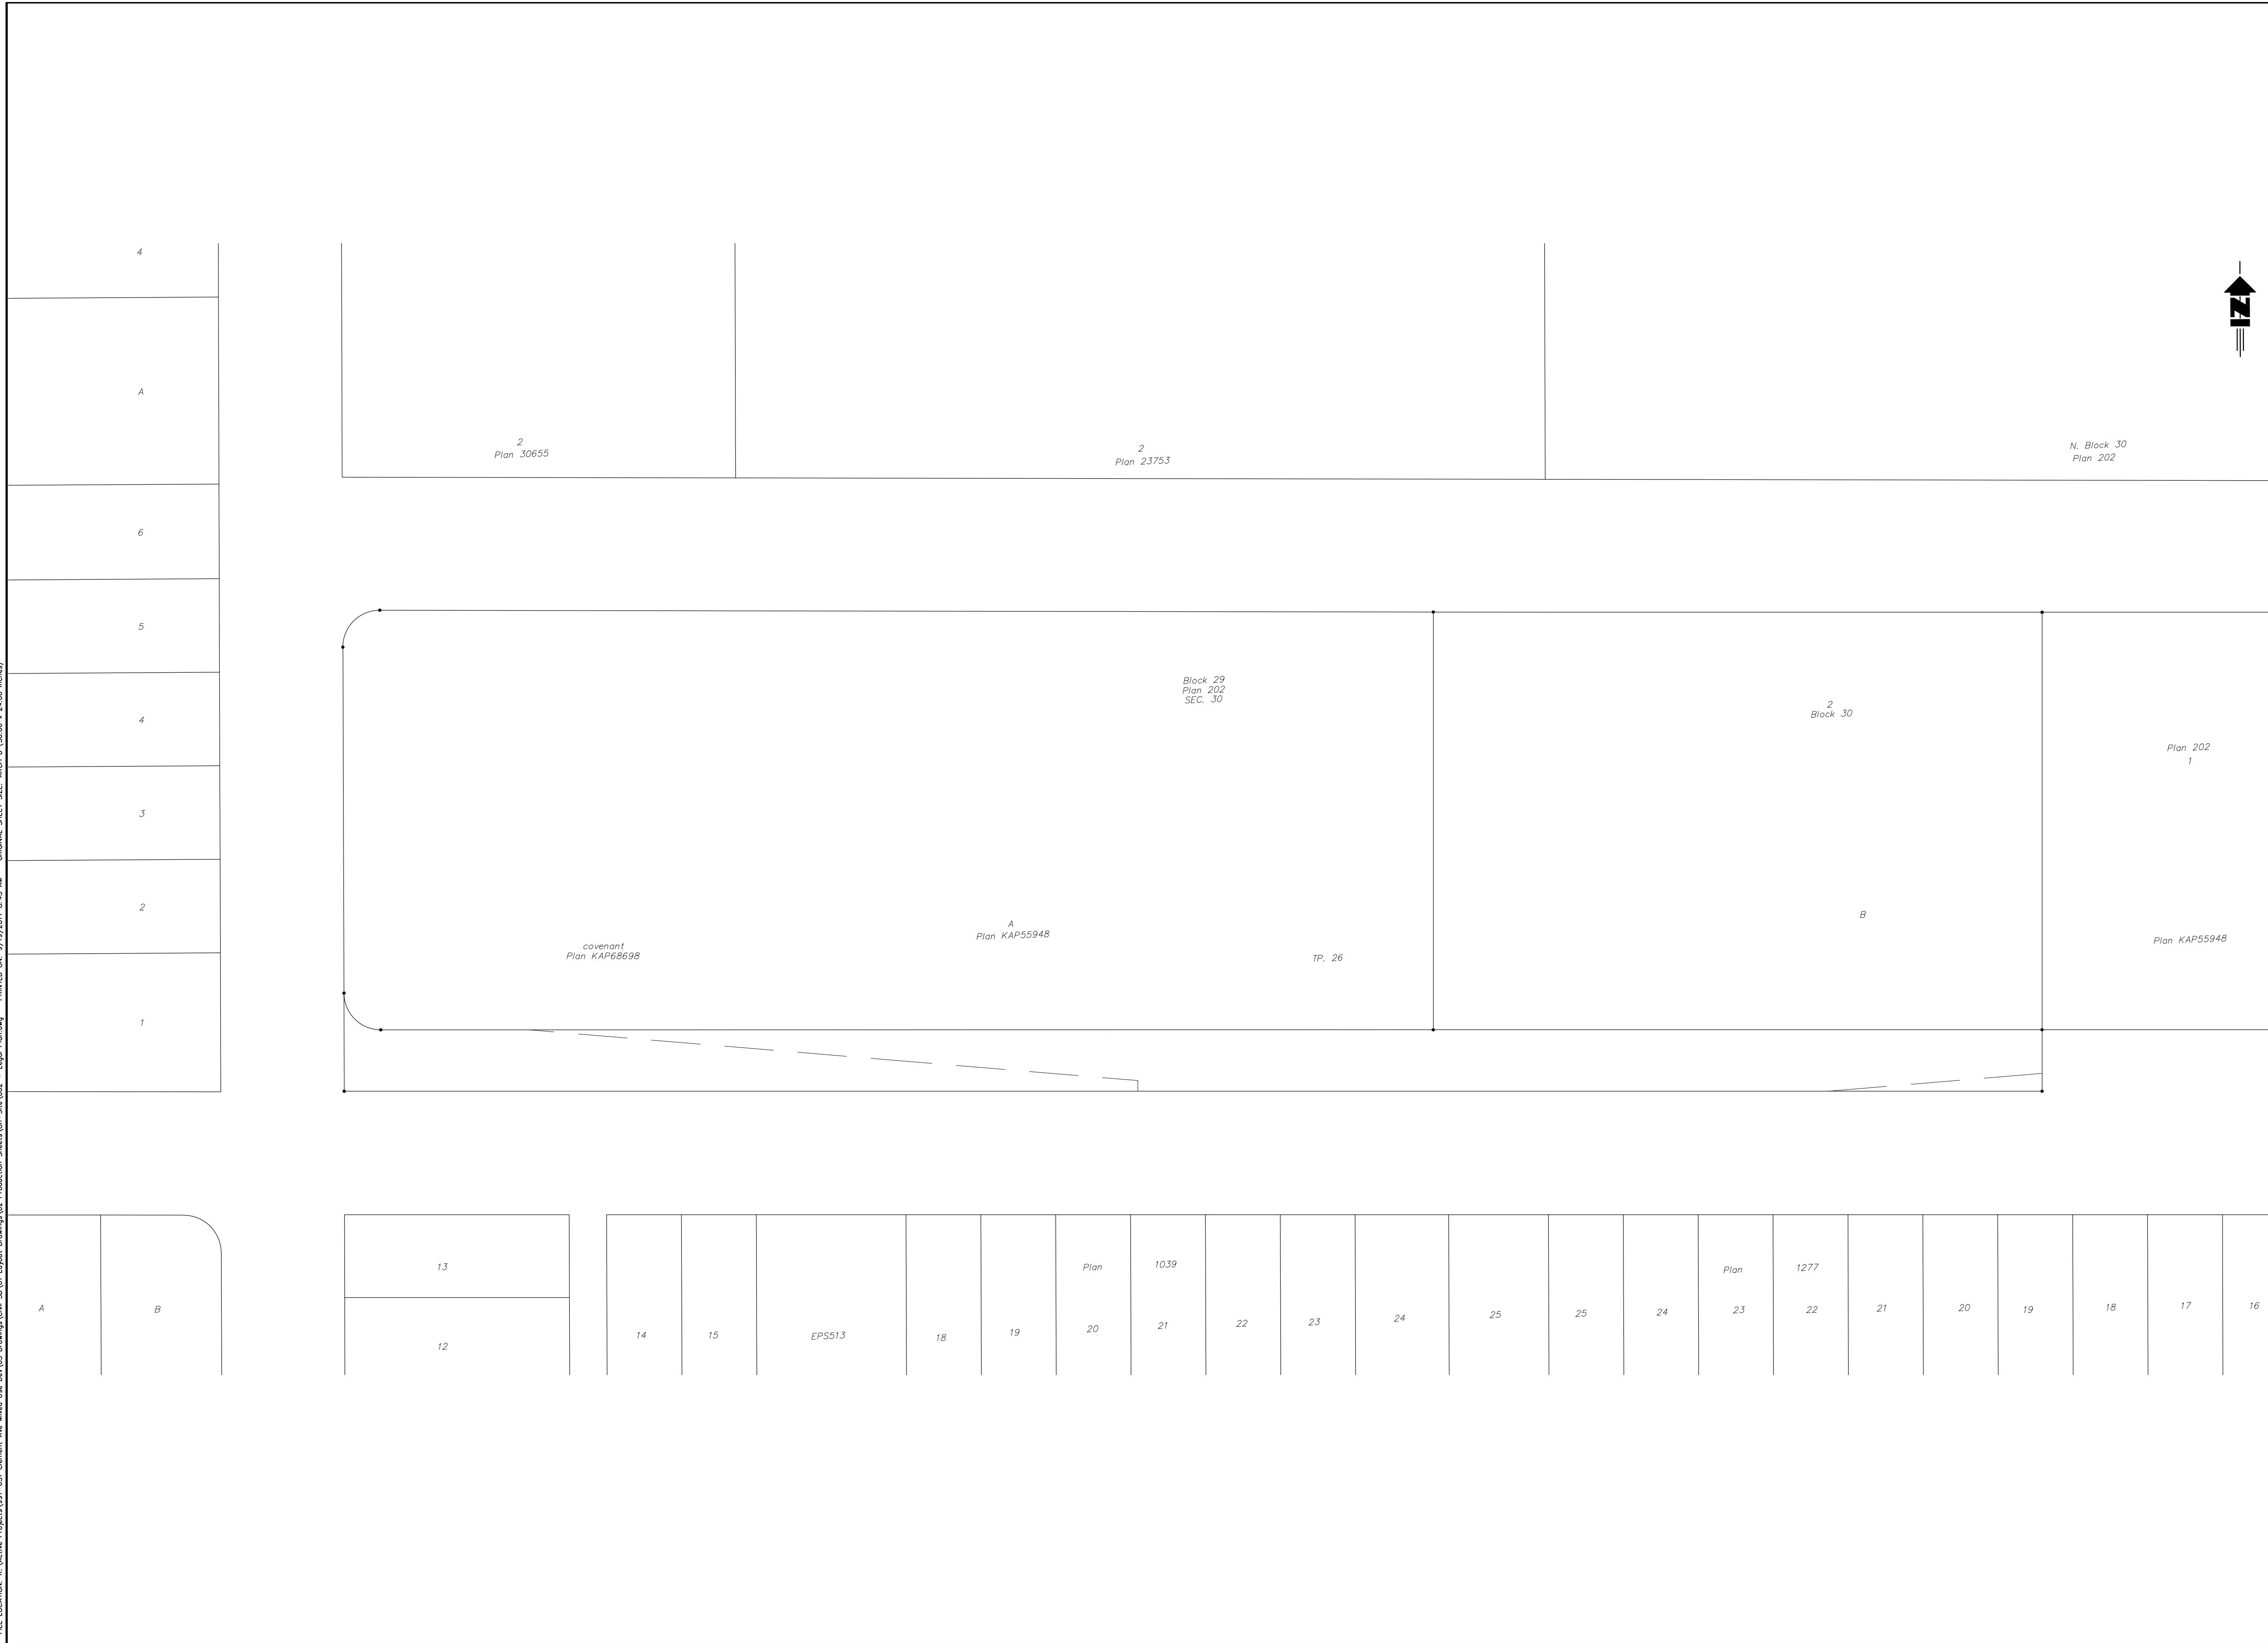 4
A
6
5
4
3
2
1
2
Plan 30655
2
Plan 23753
N. Block 30
Plan 202
N
Block 29
Plan 202
SEC. 30
2
Block 30
Plan 202
1
A
Plan KAP55948
covenant
Plan KAP68698
TP. 26
B
Plan KAP55948
A
B
13
12
Plan 1039
Plan 1277
14
15
EPS513
18
19
20
21
22
23
24
25
25
24
23
22
21
20
19
18
17
16